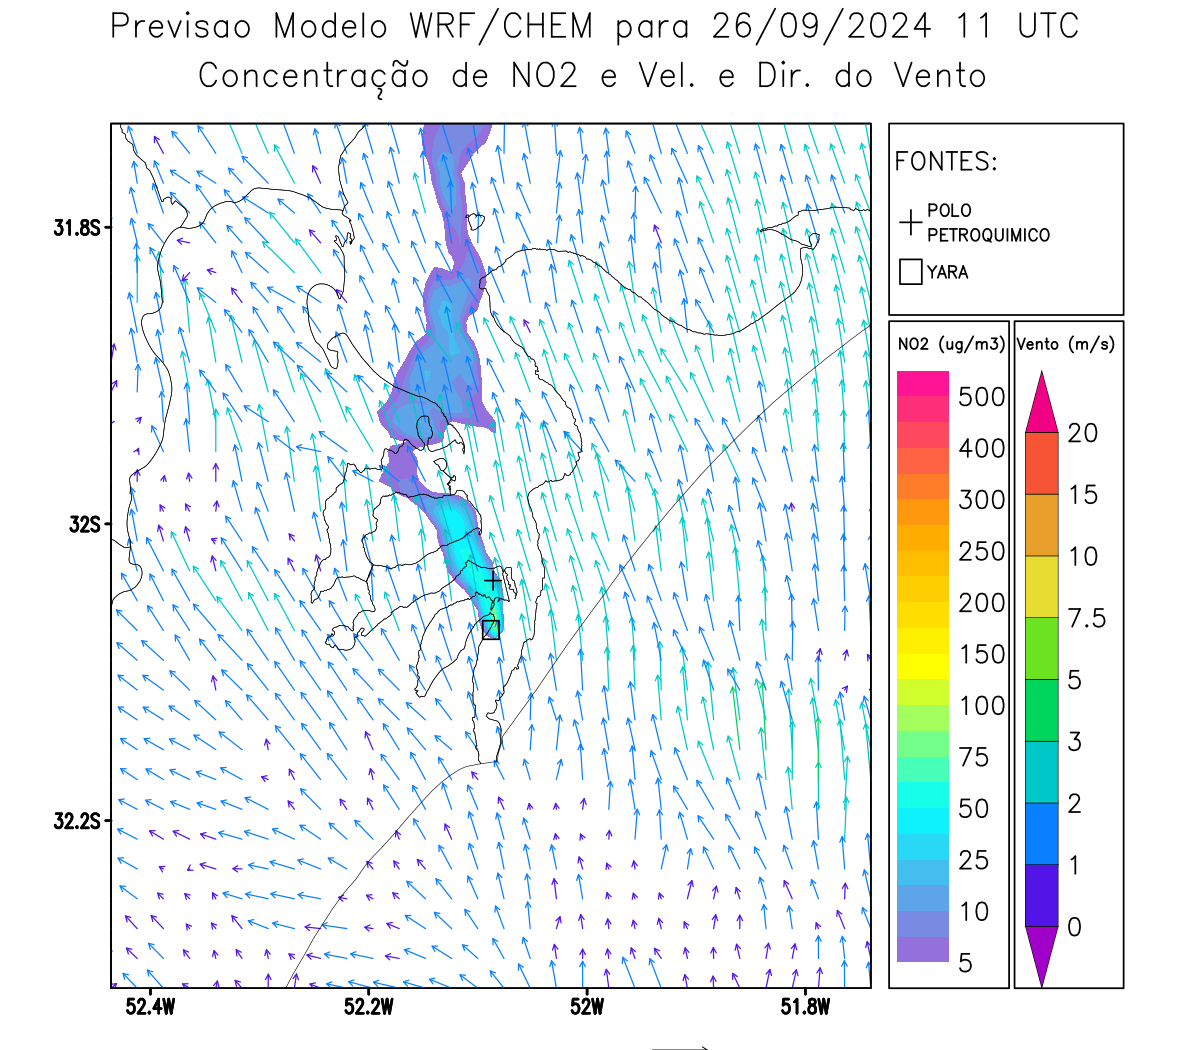 Previsao Modelo WRF/CHEM para 26/09/2024 11 UTC
Concentração de NO2 e Vel. e Dir. do Vento
FONTES:
POLO
PETROQUIMICO
YARA
NO2 (ug/m3)
500
400
300
250
200
150
100
75
50
25
10
5
Vento (m/s)
20
15
10
7.5
5
3
2
1
0
31.8S
32S
32.2S
52.4W
52.2W
52W
51.8W